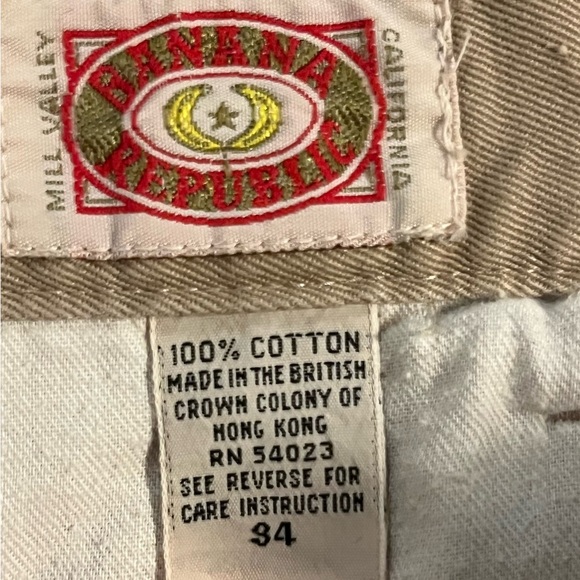 MILL VALLEY
BANANA
REPUBLIC
CALIFORNIA
100% COTTON
MADE IN THE BRITISH
CROWN COLONY OF
HONG KONG
RN 54023
SEE REVERSE FOR
CARE INSTRUCTION
34